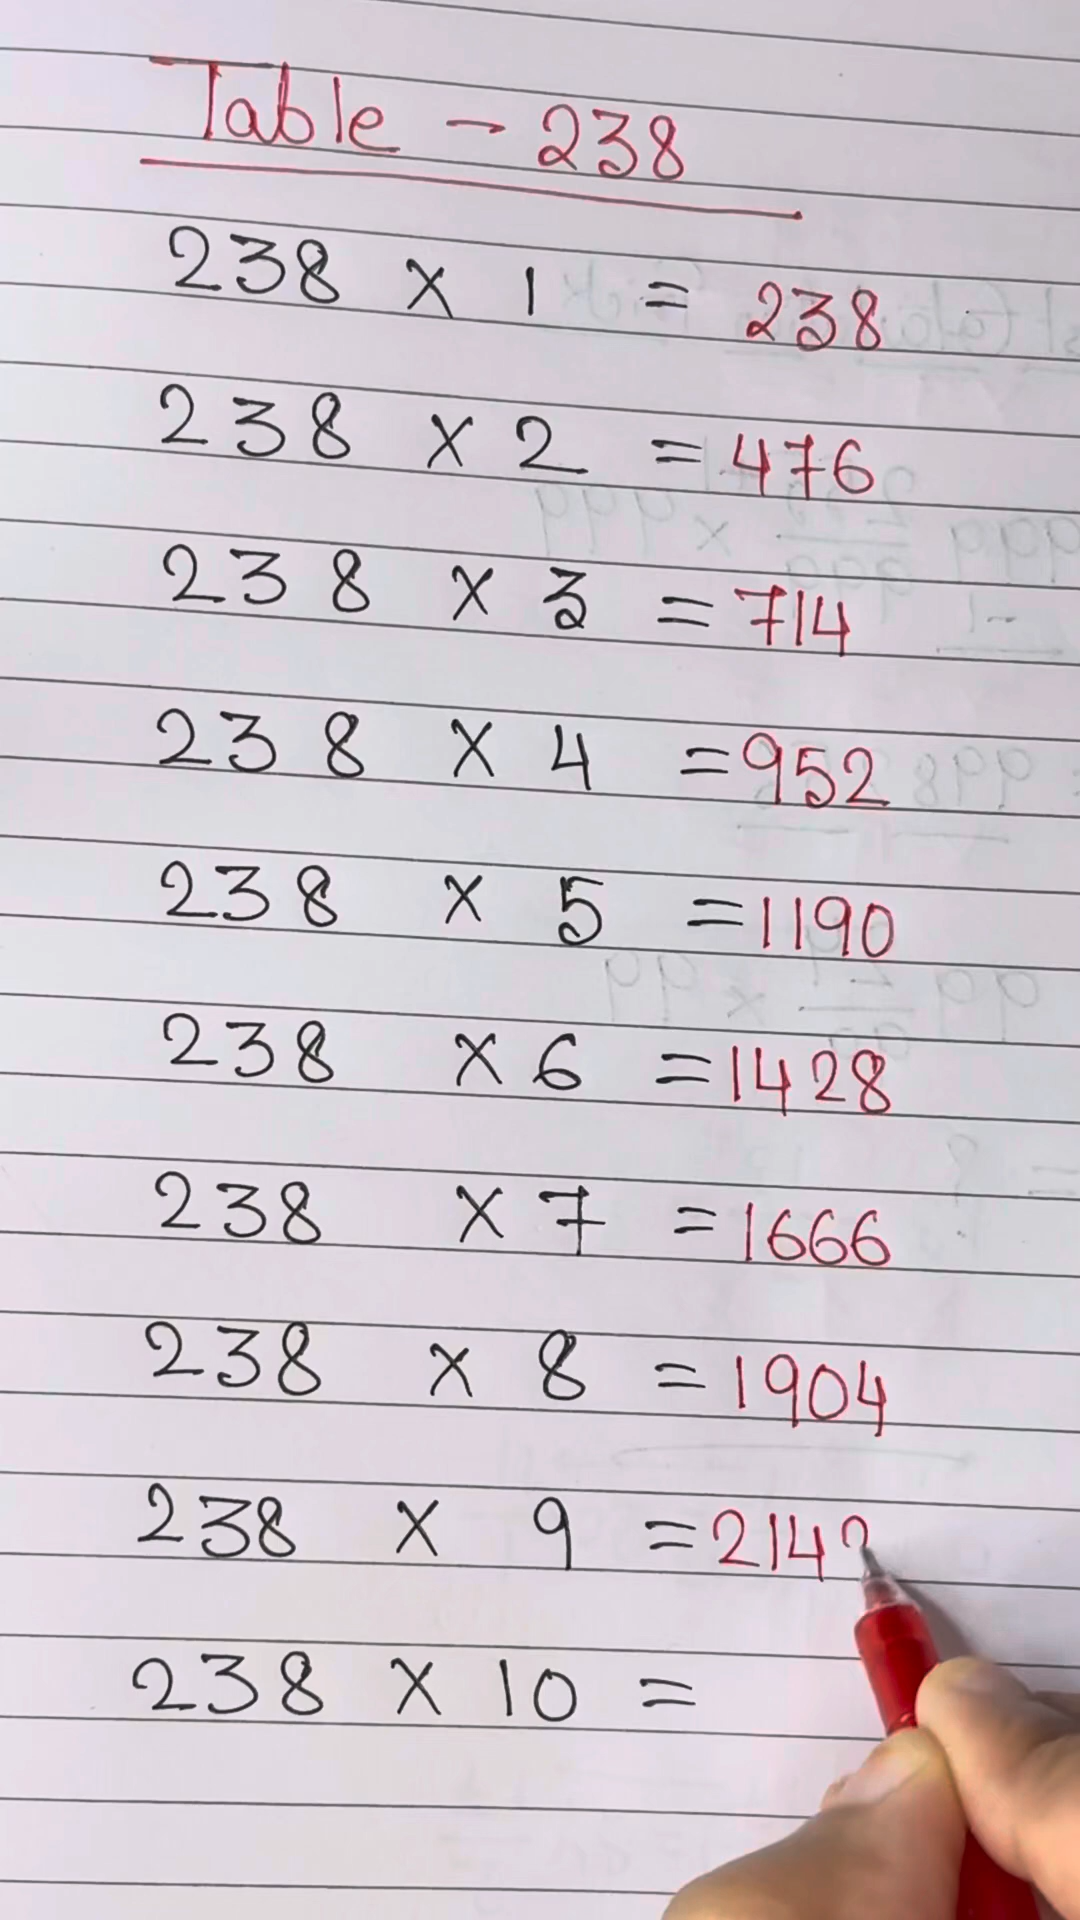 Table - 238
238 x 1 = 238
238 x 2 = 476
238 x 3 = 714
238 x 4 = 952
238 x 5 = 1190
238 x 6 = 1428
238 x 7 = 1666
238 x 8 = 1904
238 x 9 = 2142
238 x 10 =